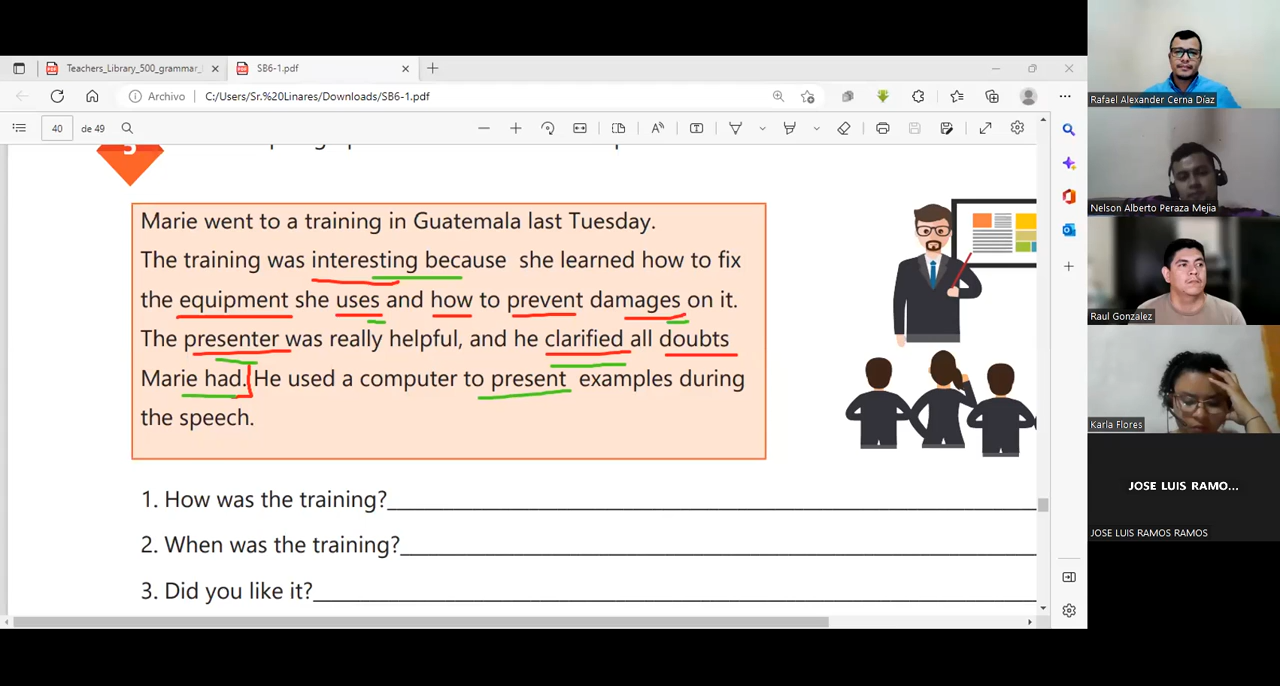 Teachers_Library_500_grammar_
SB6-1.pdf
Archivo
C:/Users/Sr.%20Linares/Downloads/SB6-1.pdf
40
de 49
Marie went to a training in Guatemala last Tuesday.
The training was interesting because she learned how to fix
the equipment she uses and how to prevent damages on it.
The presenter was really helpful, and he clarified all doubts
Marie had. He used a computer to present examples during
the speech.
1. How was the training?
2. When was the training?
3. Did you like it?
Rafael Alexander Cerna Díaz
Nelson Alberto Peraza Mejia
Raul Gonzalez
Karla Flores
JOSE LUIS RAMO...
JOSE LUIS RAMOS RAMOS